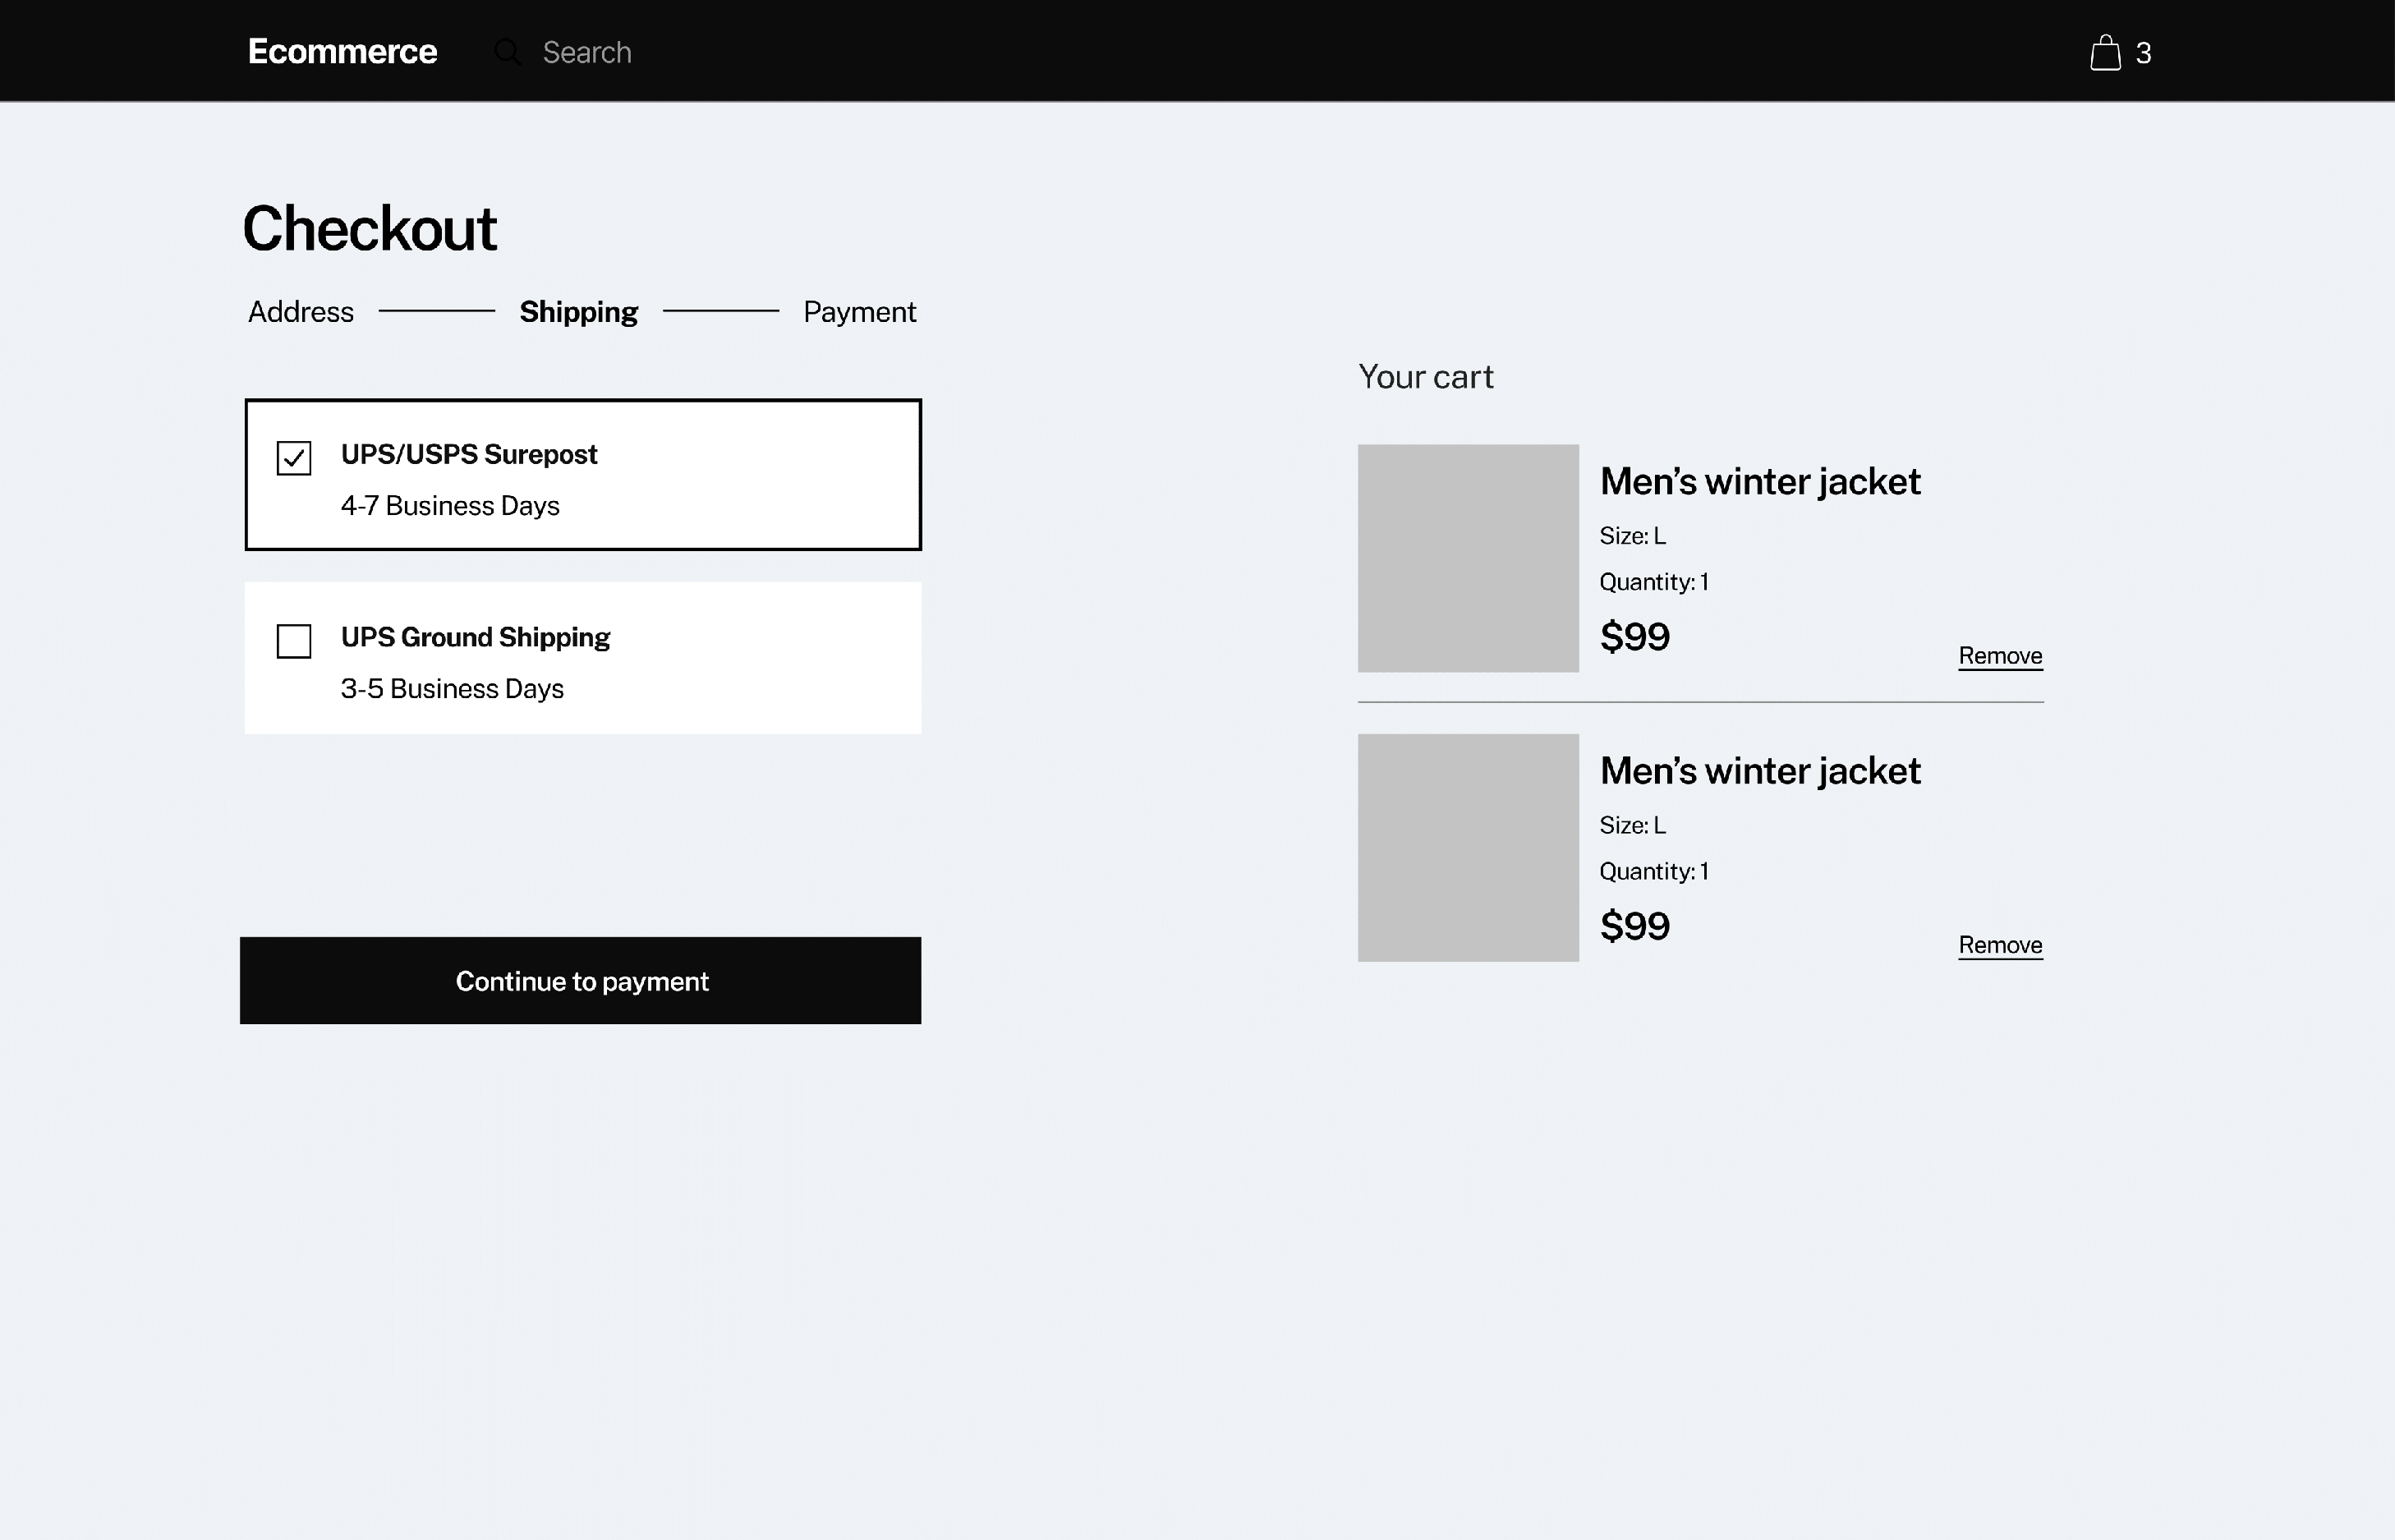 Ecommerce
Search
3
Checkout
Address
Shipping
Payment
UPS/USPS Surepost
4-7 Business Days
UPS Ground Shipping
3-5 Business Days
Continue to payment
Your cart
Men’s winter jacket
Size: L
Quantity: 1
$99
Remove
Men’s winter jacket
Size: L
Quantity: 1
$99
Remove